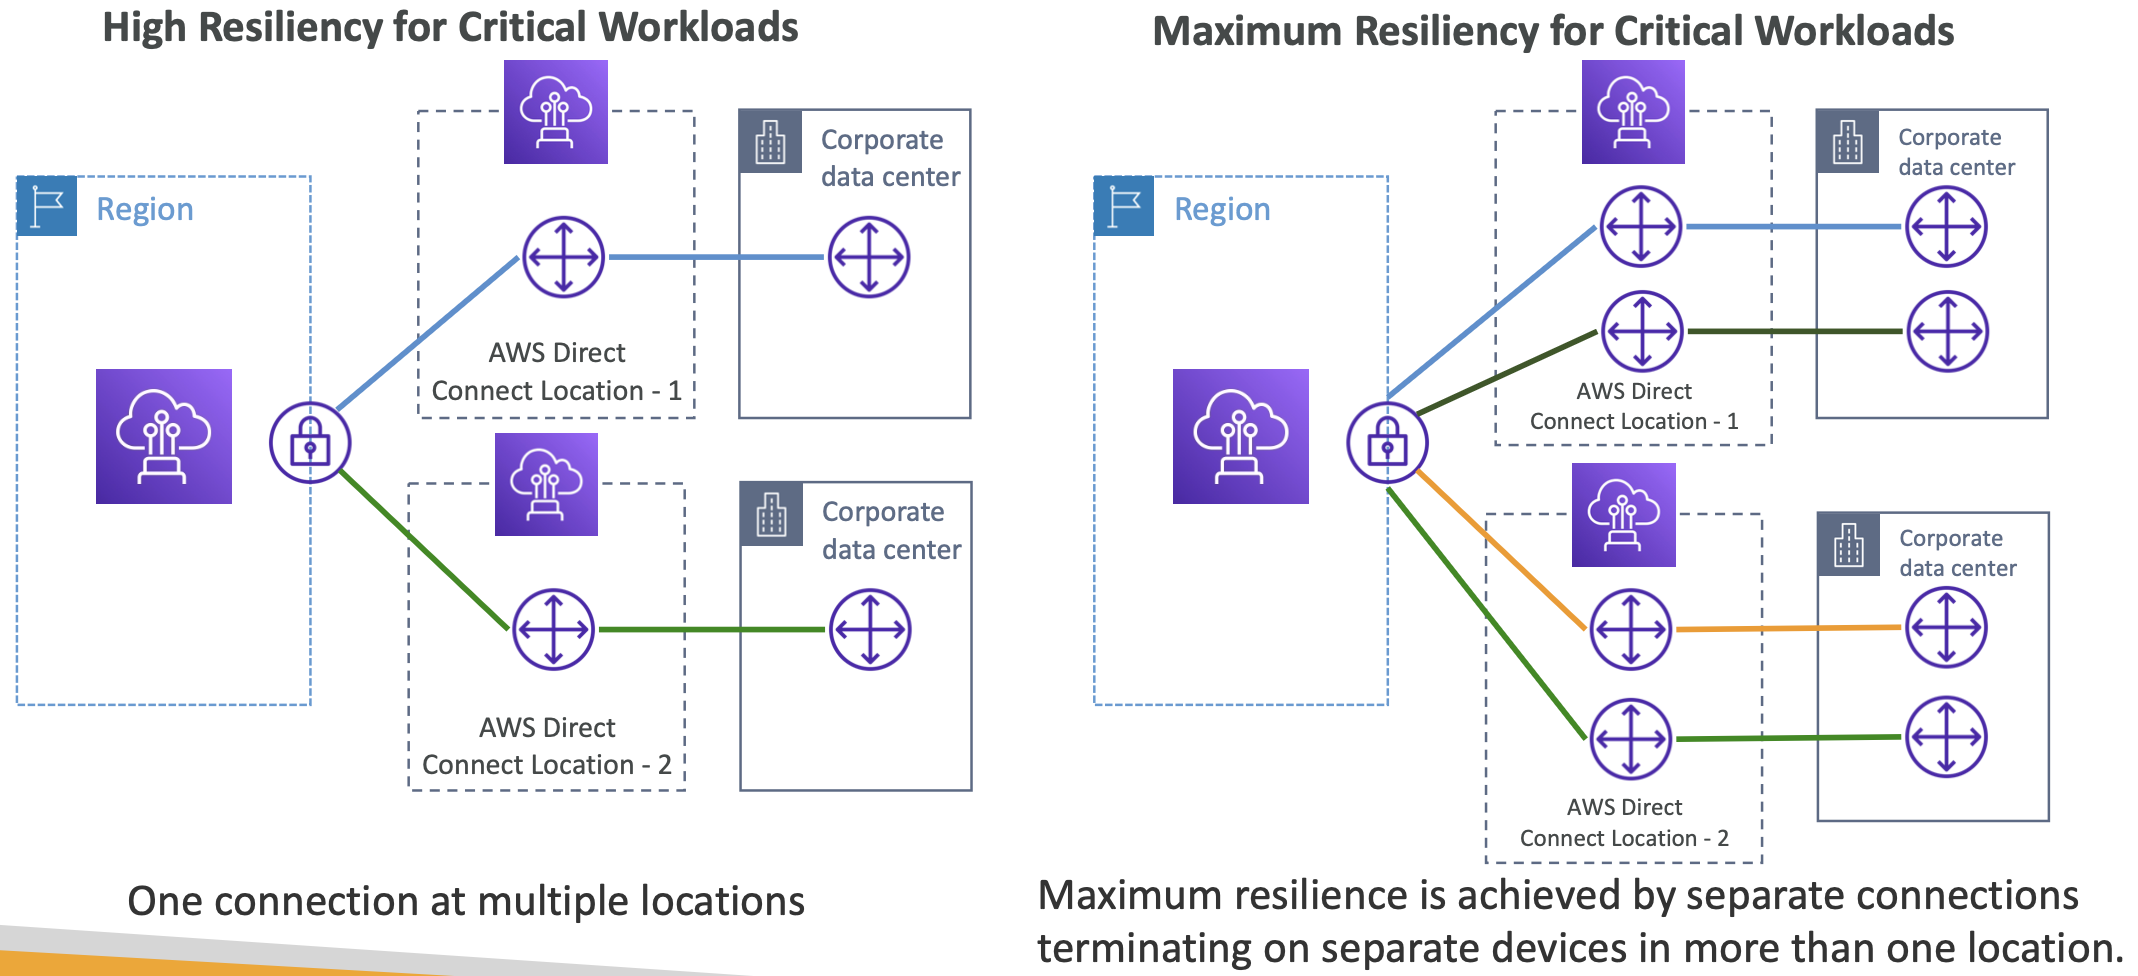 High Resiliency for Critical Workloads
Region
Corporate
data center
AWS Direct
Connect Location - 1
Corporate
data center
AWS Direct
Connect Location - 2
One connection at multiple locations
Maximum Resiliency for Critical Workloads
Region
Corporate
data center
AWS Direct
Connect Location - 1
Corporate
data center
AWS Direct
Connect Location - 2
Maximum resilience is achieved by separate connections
terminating on separate devices in more than one location.